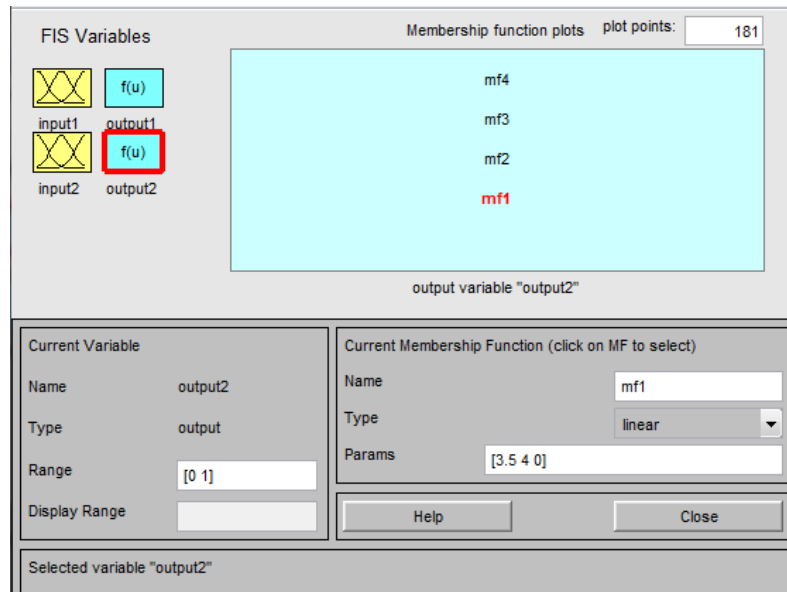 FIS Variables
Membership function plots
plot points:
181
f(u)
input1
output1
f(u)
input2
output2
mf4
mf3
mf2
mf1
output variable "output2"
Current Variable
Name
output2
Type
output
Range
[0 1]
Display Range
Current Membership Function (click on MF to select)
Name
mf1
Type
linear
Params
[3.5 4 0]
Help
Close
Selected variable "output2"